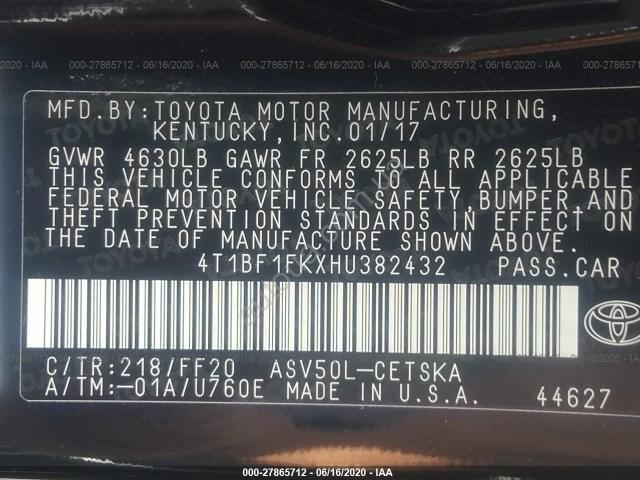 000-27865712 - 06/16/2020 - IAA
MFD.BY:TOYOTA MOTOR MANUFACTURING,
KENTUCKY,INC.01/17
GVWR 4630LB GAWR FR 2625LB RR 2625LB
THIS VEHICLE CONFORMS TO ALL APPLICABLE
FEDERAL MOTOR VEHICLE SAFETY,BUMPER,AND
THEFT PREVENTION STANDARDS IN EFFECT ON
THE DATE OF MANUFACTURE SHOWN ABOVE.
4T1BF1FKXHU382432 PASS.CAR
C/TR:218/FF20 ASV50L-CETSKA
A/TM:-01A/U760E MADE IN U.S.A.
44627
000-27865712 - 06/16/2020 - IAA